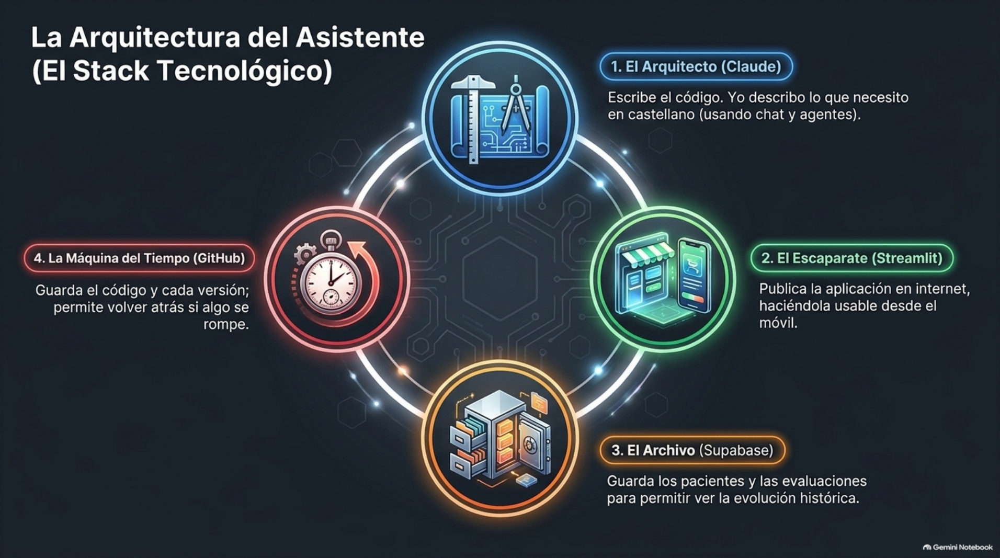 La Arquitectura del Asistente
(El Stack Tecnológico)
1. El Arquitecto (Claude)
Escribe el código. Yo describo lo que necesito
en castellano (usando chat y agentes).
2. El Escaparate (Streamlit)
Publica la aplicación en internet,
haciéndola usable desde el
móvil.
3. El Archivo (Supabase)
Guarda los pacientes y las evaluaciones
para permitir ver la evolución histórica.
4. La Máquina del Tiempo (GitHub)
Guarda el código y cada versión;
permite volver atrás si algo se
rompe.
Gemini Notebook